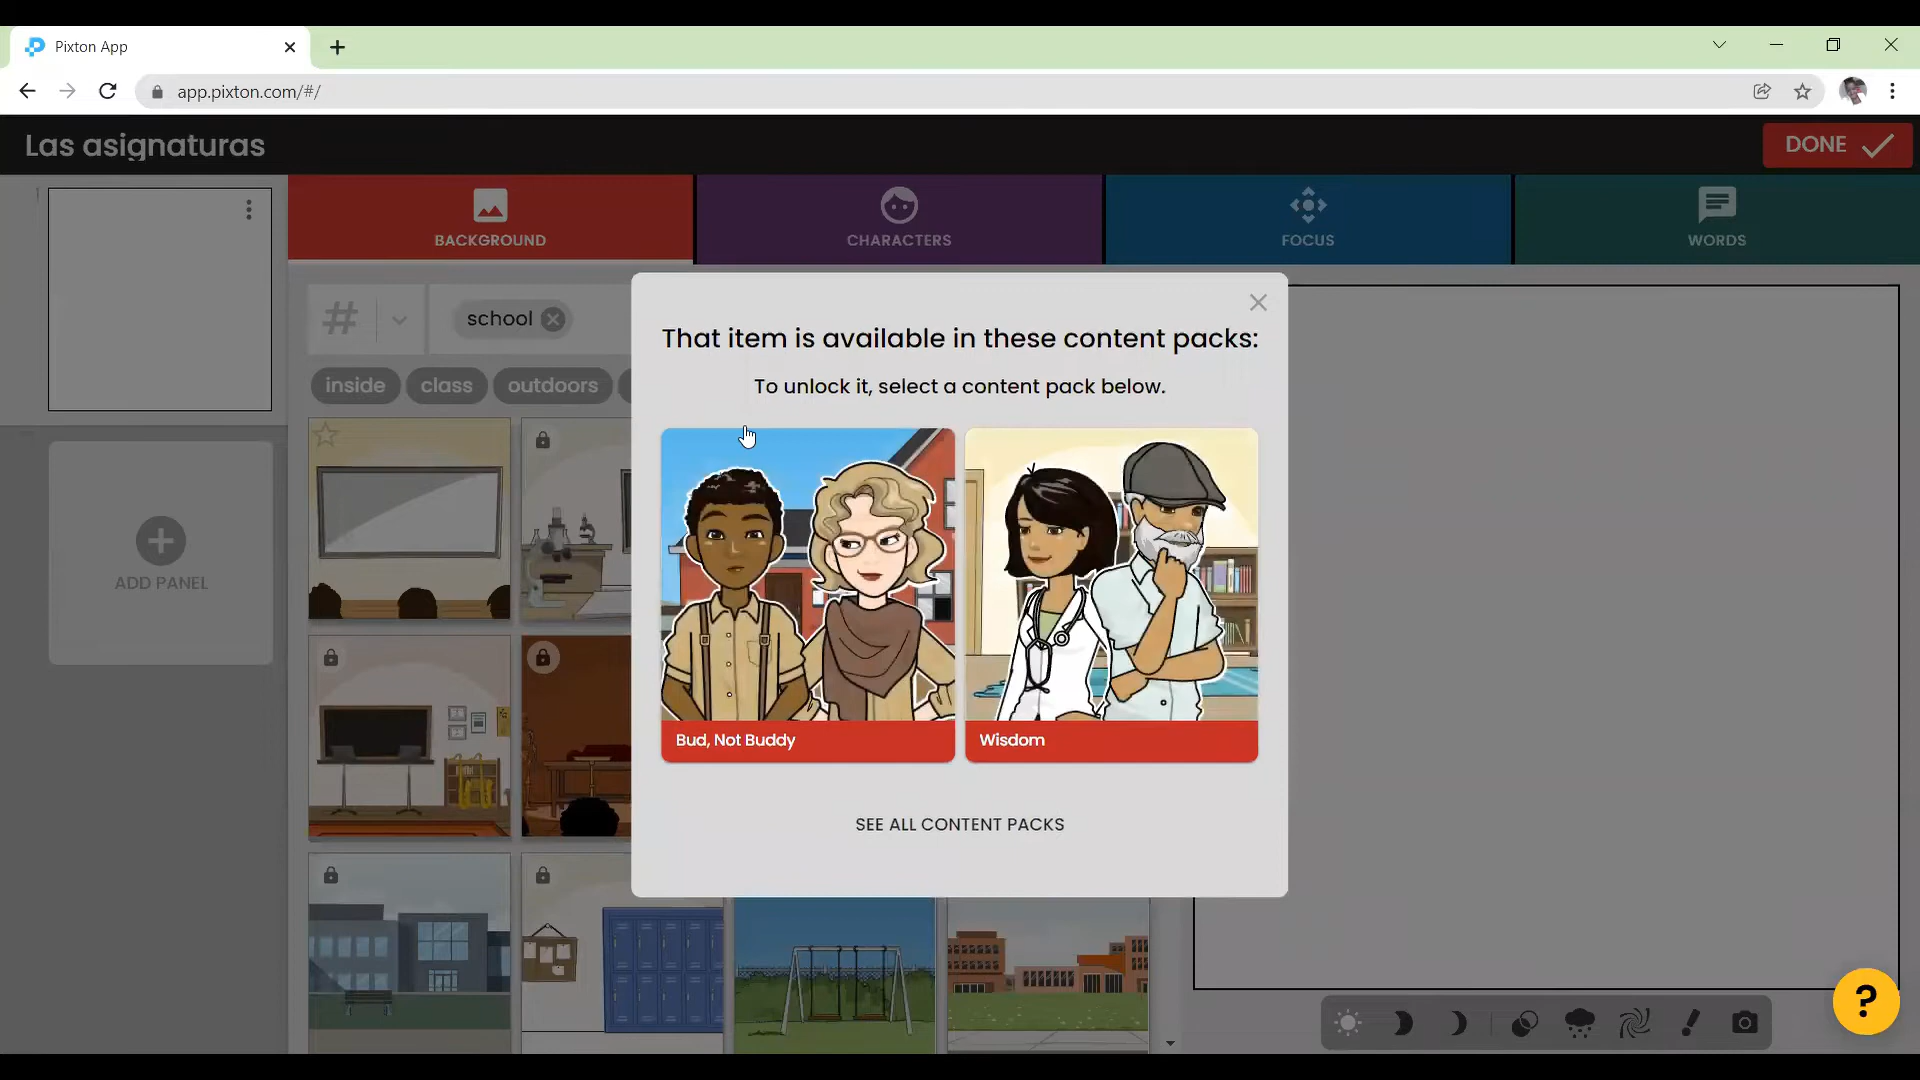 Pixton App
app.pixton.com/#/
Las asignaturas
DONE
BACKGROUND
CHARACTERS
FOCUS
WORDS
#
school
inside
class
outdoors
ADD PANEL
That item is available in these content packs:
To unlock it, select a content pack below.
Bud, Not Buddy
Wisdom
SEE ALL CONTENT PACKS
?